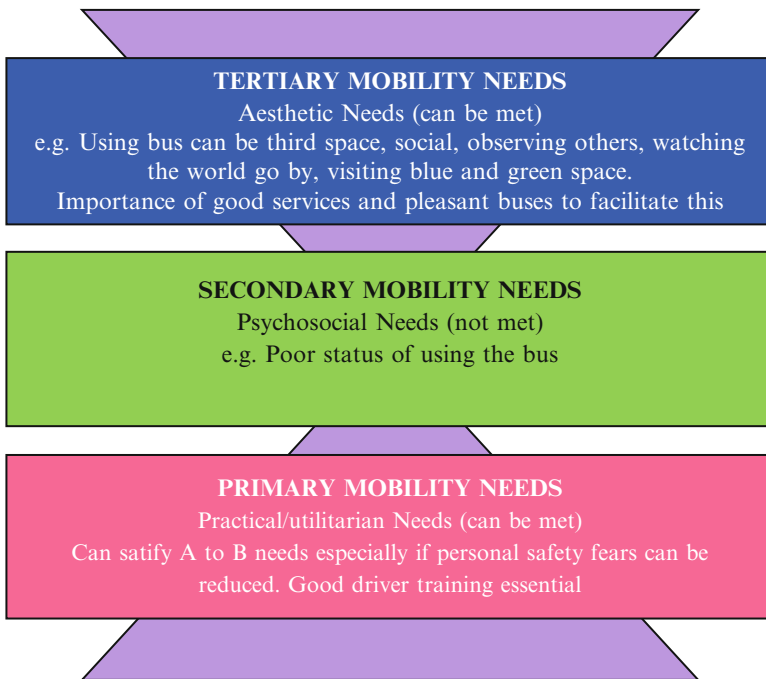 TERTIARY MOBILITY NEEDS
Aesthetic Needs (can be met)
e.g. Using bus can be third space, social, observing others, watching
the world go by, visiting blue and green space.
Importance of good services and pleasant buses to facilitate this
SECONDARY MOBILITY NEEDS
Psychosocial Needs (not met)
e.g. Poor status of using the bus
PRIMARY MOBILITY NEEDS
Practical/utilitarian Needs (can be met)
Can satify A to B needs especially if personal safety fears can be
reduced. Good driver training essential